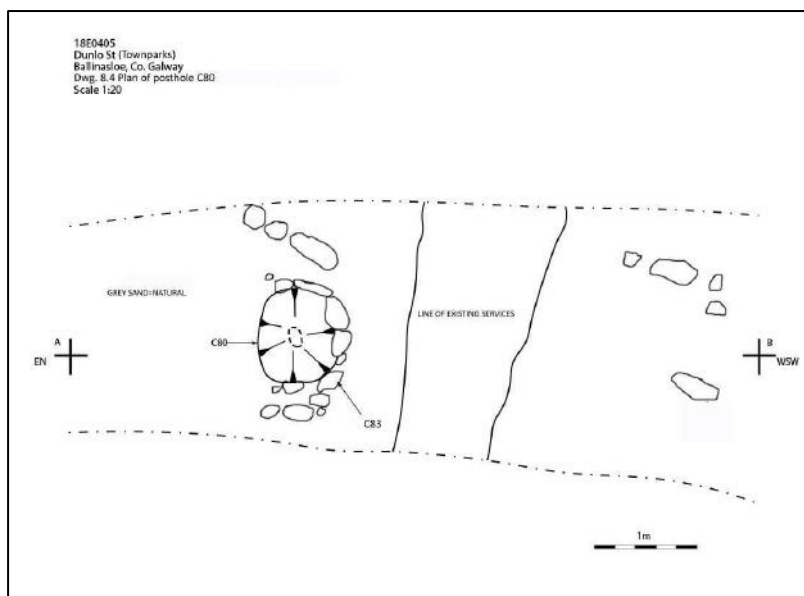 18E0405
Dunlo St (Townparks)
Ballinasloe, Co. Galway
Dwg. 8.4 Plan of posthole C80
Scale 1:20
GREY SAND=NATURAL
LINE OF EXISTING SERVICES
A
EN
C80
B
WSW
C83
1m